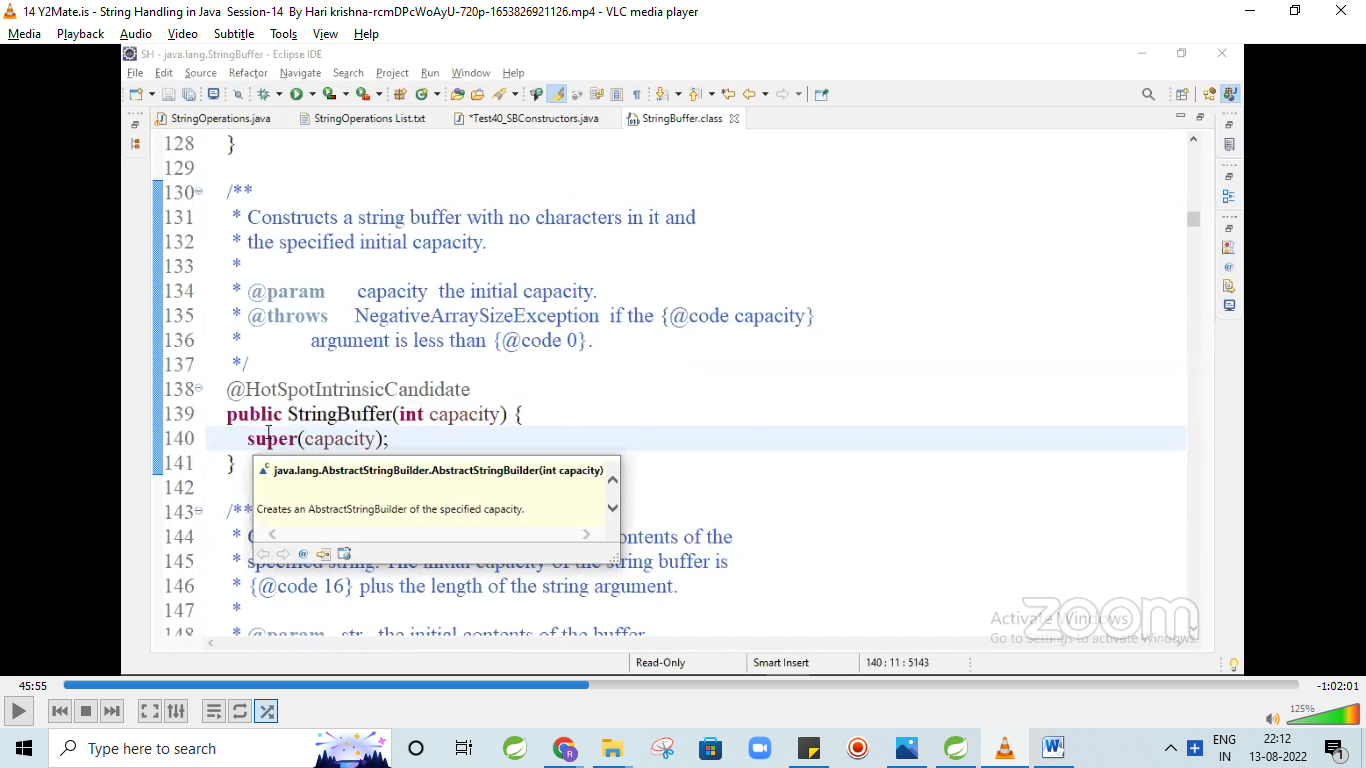 14 Y2Mate.is - String Handling in Java Session-14 By Hari krishna-rcmDPcWoAyU-720p-1653826921126.mp4 - VLC media player
Media Playback Audio Video Subtitle Tools View Help
SH - java.lang.StringBuffer - Eclipse IDE
File Edit Source Refactor Navigate Search Project Run Window Help
StringOperations.java StringOperations List.txt *Test40_SBConstructors.java StringBuffer.class
128 }
129
130 /**
131 * Constructs a string buffer with no characters in it and
132 * the specified initial capacity.
133 *
134 * @param capacity the initial capacity.
135 * @throws NegativeArraySizeException if the {@code capacity}
136 * argument is less than {@code 0}.
137 */
138 @HotSpotIntrinsicCandidate
139 public StringBuffer(int capacity) {
140 super(capacity);
141 }
java.lang.AbstractStringBuilder.AbstractStringBuilder(int capacity)
142
Creates an AbstractStringBuilder of the specified capacity.
143 /**
144 * ontents of the
145 * specified string. The initial capacity of the string buffer is
146 * {@code 16} plus the length of the string argument.
147 *
148 * @param str the initial contents of the buffer
zoom
Activate Windows
Go to Settings to activate Windows.
Read-Only Smart Insert 140 : 11 : 5143
45:55 -1:02:01
125%
Type here to search
ENG
IN
22:12
13-08-2022
1